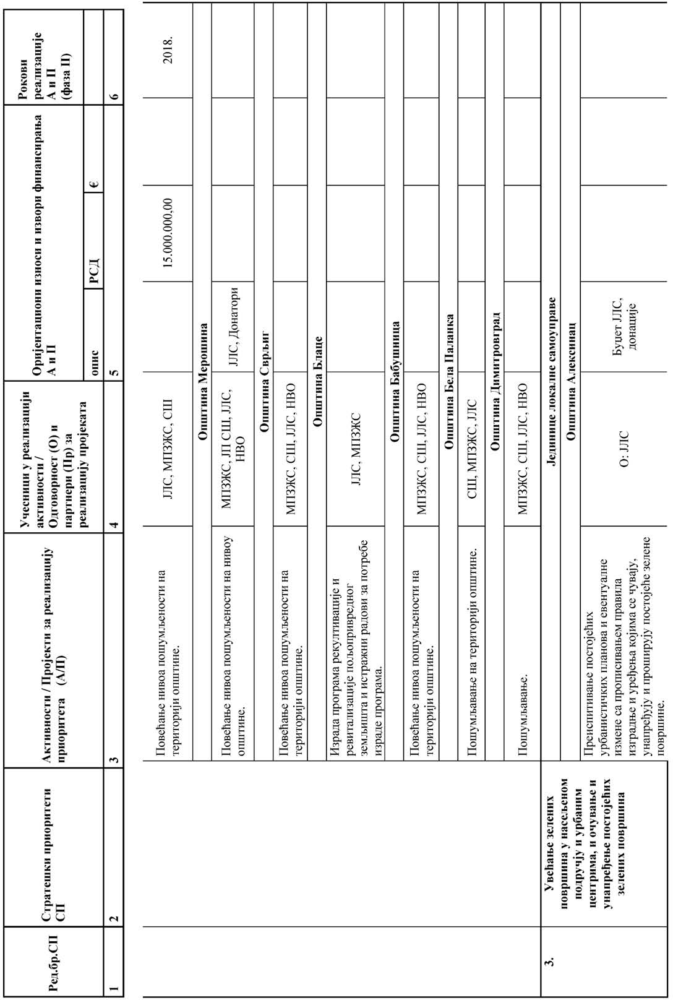 Ред.бр.СП
Стратешки приоритети
СП
Активности / Пројекти за реализацију
приоритета (А/П)
Учесници у реализацији
активности /
Одговорност (О) и
партнери (Пр) за
реализацију пројеката
Оријентациони износи и извори финансирања
А и П
опис
РСД
€
Рокови
реализације
А и П
(фаза II)
1
2
3
4
5
6
Повећање нивоа пошумљености на
територији општине.
ЈЛС, МПЗЖС, СШ
15.000.000,00
2018.
Општина Мерошина
Повећање нивоа пошумљености на нивоу
општине.
МПЗЖС, ЈП СШ, ЈЛС,
НВО
ЈЛС, Донатори
Општина Сврљиг
Повећање нивоа пошумљености на
територији општине.
МПЗЖС, СШ, ЈЛС, НВО
Општина Блаце
Израда програма рекултивације и
ревитализације пољопривредног
земљишта и истражни радови за потребе
израде програма.
ЈЛС, МПЗЖС
Општина Бабушница
Повећање нивоа пошумљености на
територији општине.
МПЗЖС, СШ, ЈЛС, НВО
Општина Бела Паланка
Пошумљавање на територији општине.
СШ, МПЗЖС, ЈЛС
Општина Димитровград
Пошумљавање.
МПЗЖС, СШ, ЈЛС, НВО
3.
Увећање зелених
површина у насељеном
подручју и урбаним
центрима, и очување и
унапређење постојећих
зелених површина
Јединице локалне самоуправе
Општина Алексинац
Преиспитивање постојећих
урбанистичких планова и евентуалне
измене са прописивањем правила
изградње и уређења којима се чувају,
унапређују и проширују постојеће зелене
површине.
О: ЈЛС
Буџет ЈЛС,
донације